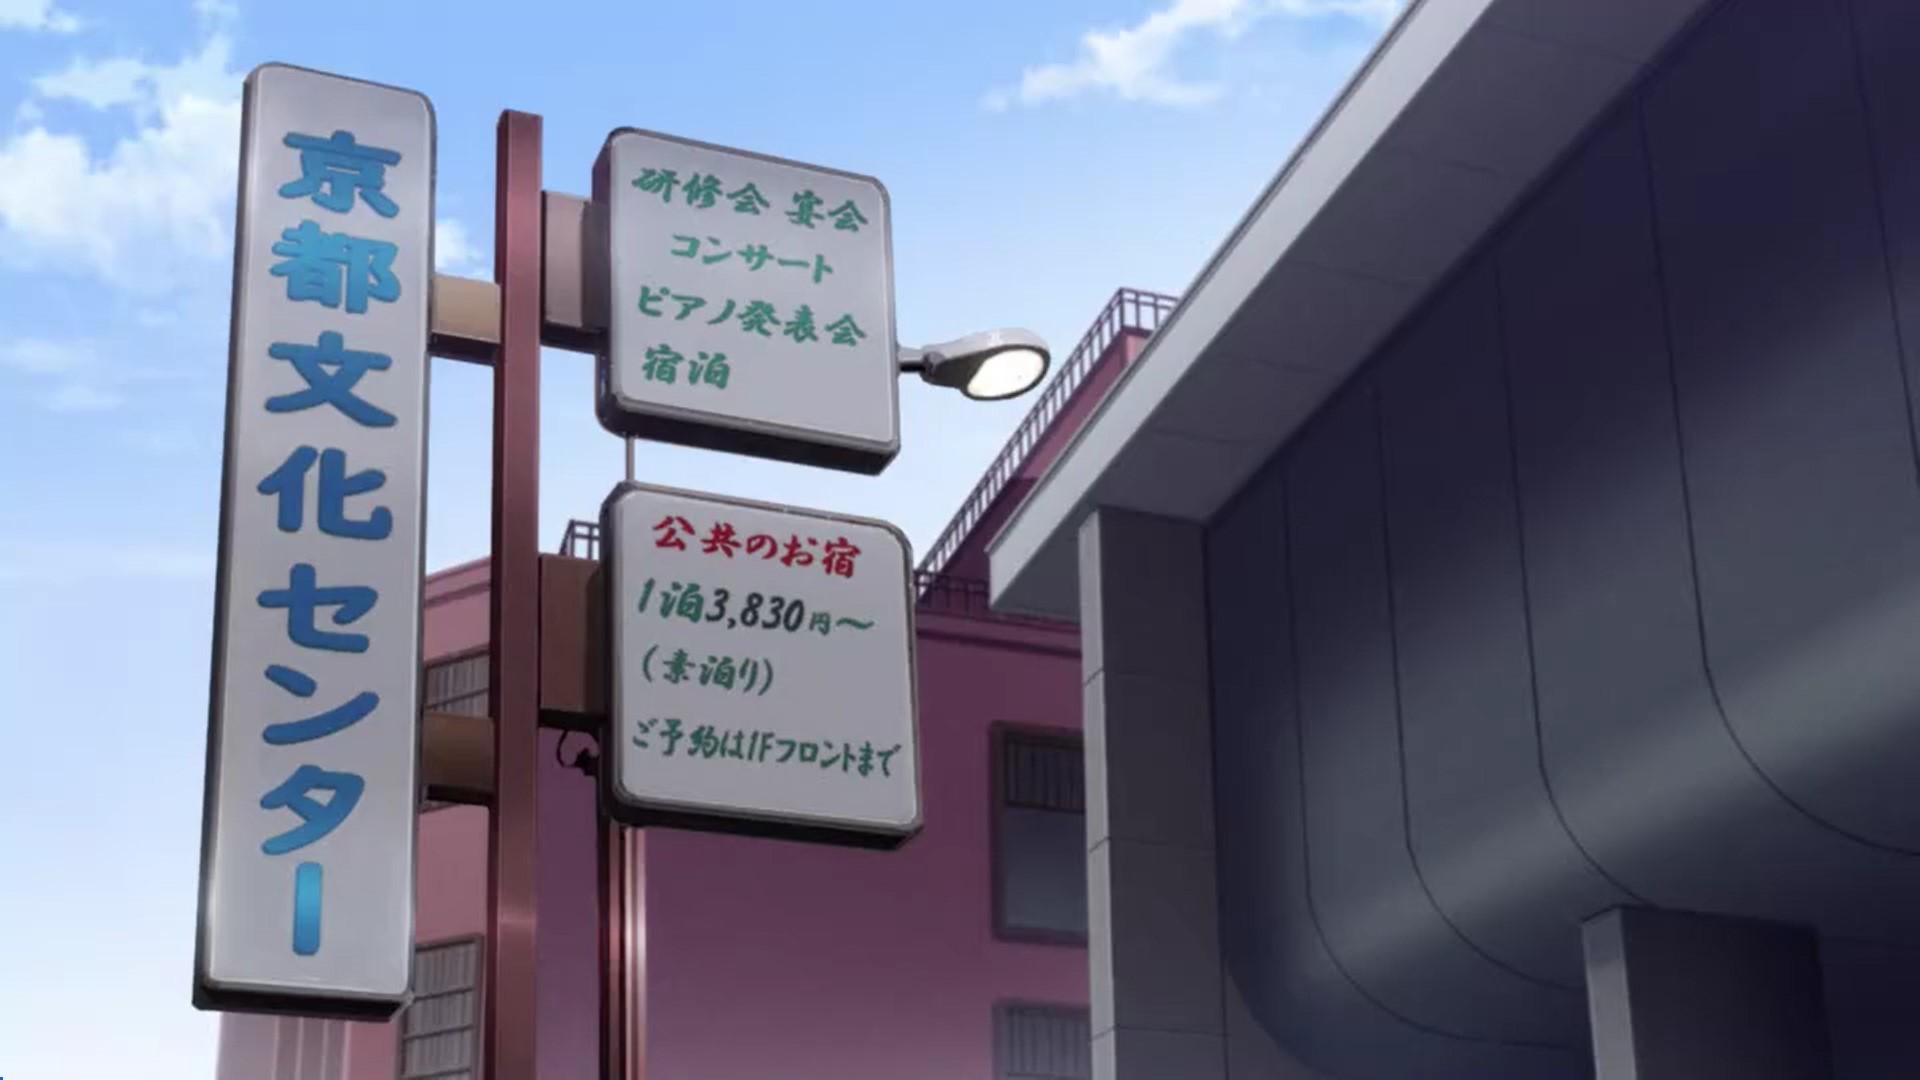 京都文化センター
研修会 宴会
コンサート
ピアノ発表会
宿泊
公共のお宿
1泊3,830円～
(素泊り)
ご予約は1Fフロントまで